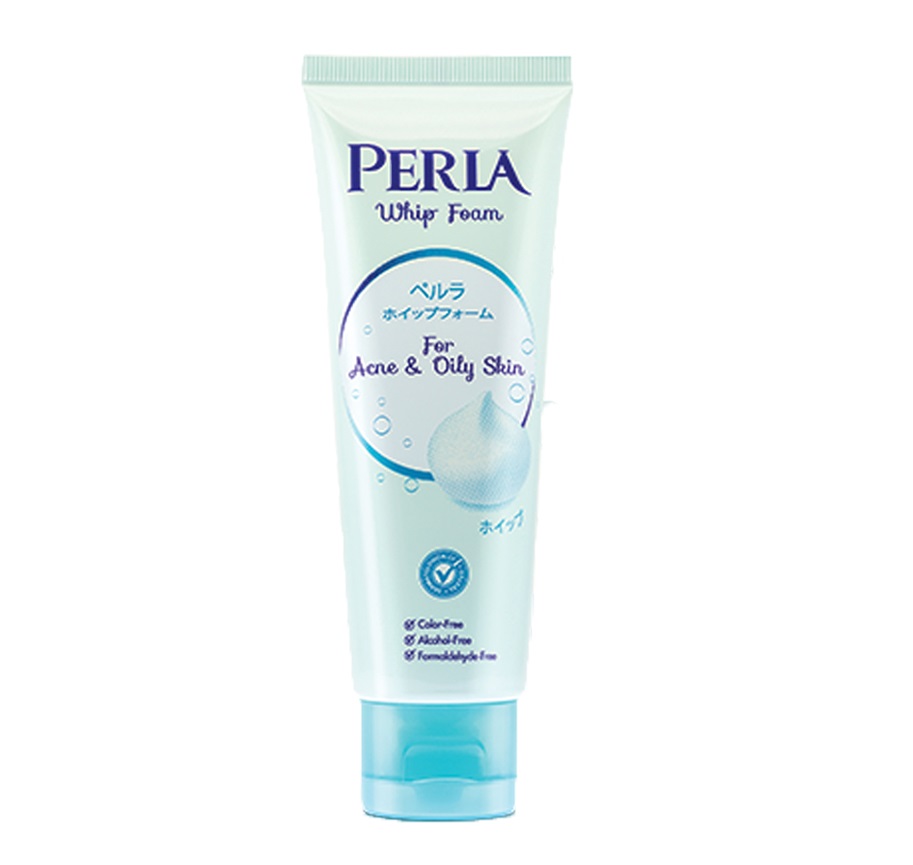 PERLA
Whip Foam
ペルラ
ホイップフォーム
For
Acne & Oily Skin
ホイップ
Color-Free
Alcohol-Free
Formaldehyde-Free